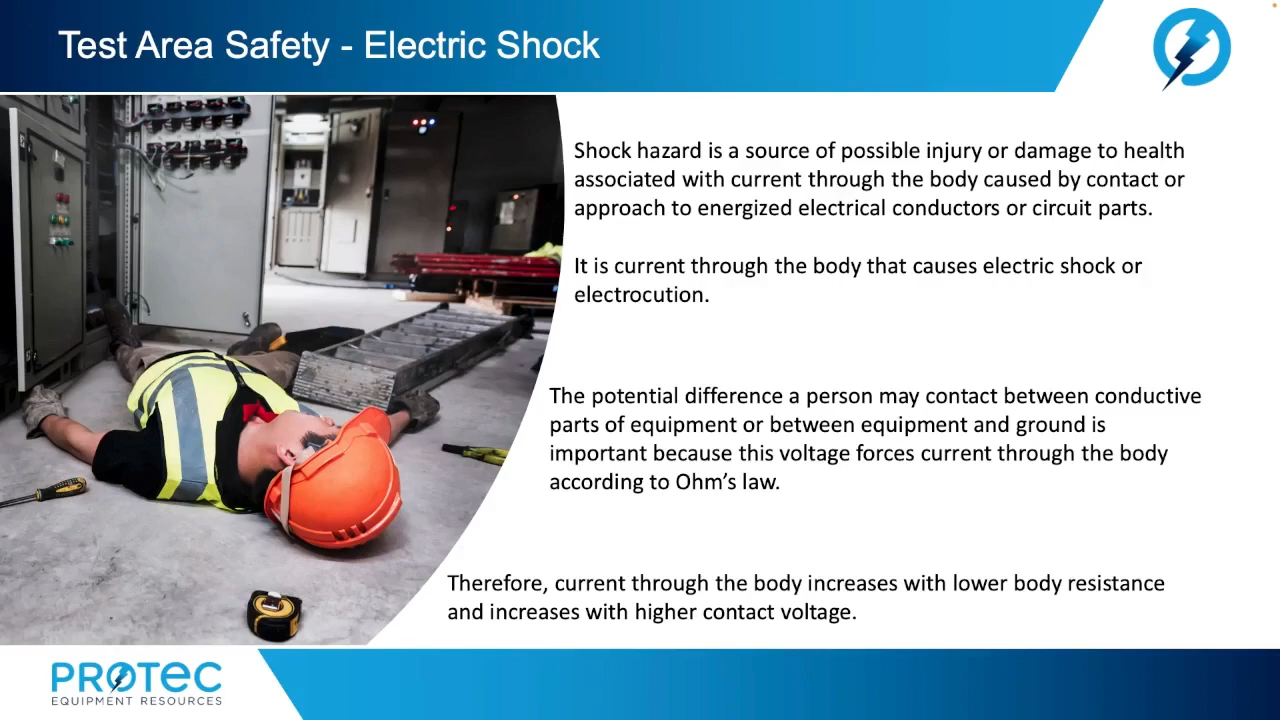 Test Area Safety - Electric Shock
Shock hazard is a source of possible injury or damage to health
associated with current through the body caused by contact or
approach to energized electrical conductors or circuit parts.
It is current through the body that causes electric shock or
electrocution.
The potential difference a person may contact between conductive
parts of equipment or between equipment and ground is
important because this voltage forces current through the body
according to Ohm’s law.
Therefore, current through the body increases with lower body resistance
and increases with higher contact voltage.
PROTEC
EQUIPMENT RESOURCES